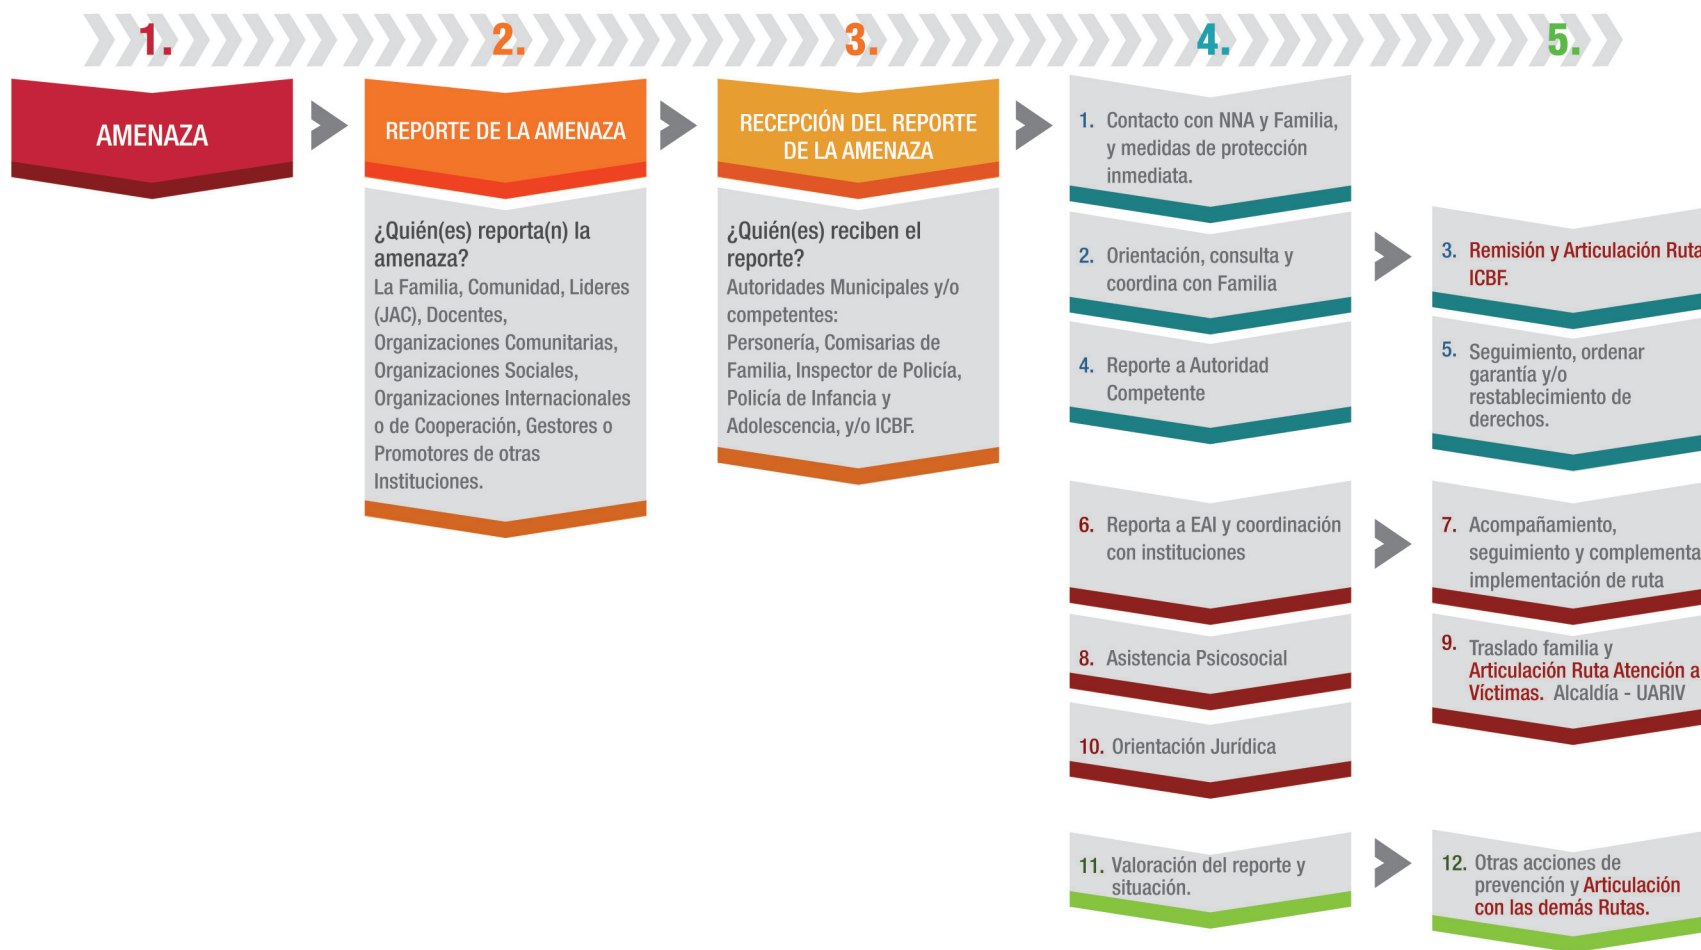 1.
2.
3.
4.
5.
AMENAZA
REPORTE DE LA AMENAZA
¿Quién(es) reporta(n) la
amenaza?
La Familia, Comunidad, Lideres
(JAC), Docentes,
Organizaciones Comunitarias,
Organizaciones Sociales,
Organizaciones Internacionales
o de Cooperación, Gestores o
Promotores de otras
Instituciones.
RECEPCIÓN DEL REPORTE
DE LA AMENAZA
¿Quién(es) reciben el
reporte?
Autoridades Municipales y/o
competentes:
Personería, Comisarias de
Familia, Inspector de Policía,
Policía de Infancia y
Adolescencia, y/o ICBF.
1. Contacto con NNA y Familia,
y medidas de protección
inmediata.
2. Orientación, consulta y
coordina con Familia
3. Remisión y Articulación Ruta
ICBF.
4. Reporte a Autoridad
Competente
5. Seguimiento, ordenar
garantía y/o
restablecimiento de
derechos.
6. Reporta a EAI y coordinación
con instituciones
7. Acompañamiento,
seguimiento y complementa
implementación de ruta
8. Asistencia Psicosocial
9. Traslado familia y
Articulación Ruta Atención a
Víctimas. Alcaldía - UARIV
10. Orientación Jurídica
11. Valoración del reporte y
situación.
12. Otras acciones de
prevención y Articulación
con las demás Rutas.